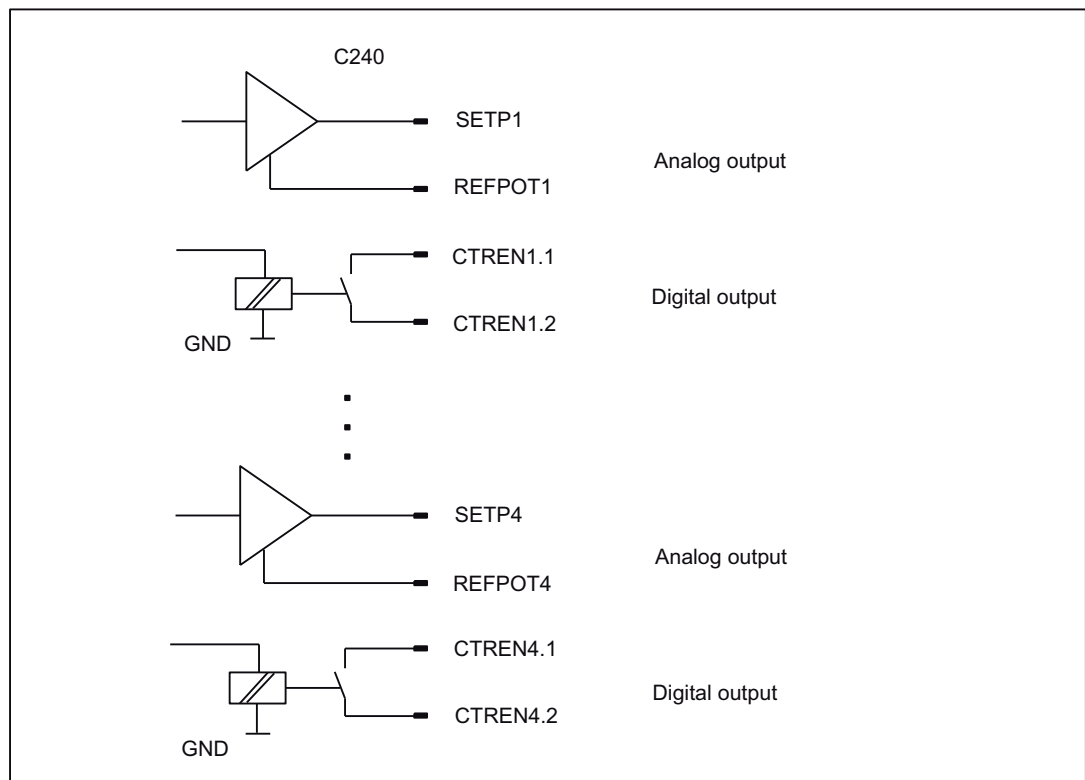 C240
SETP1
Analog output
REFPOT1
CTREN1.1
Digital output
CTREN1.2
GND
SETP4
Analog output
REFPOT4
CTREN4.1
Digital output
CTREN4.2
GND